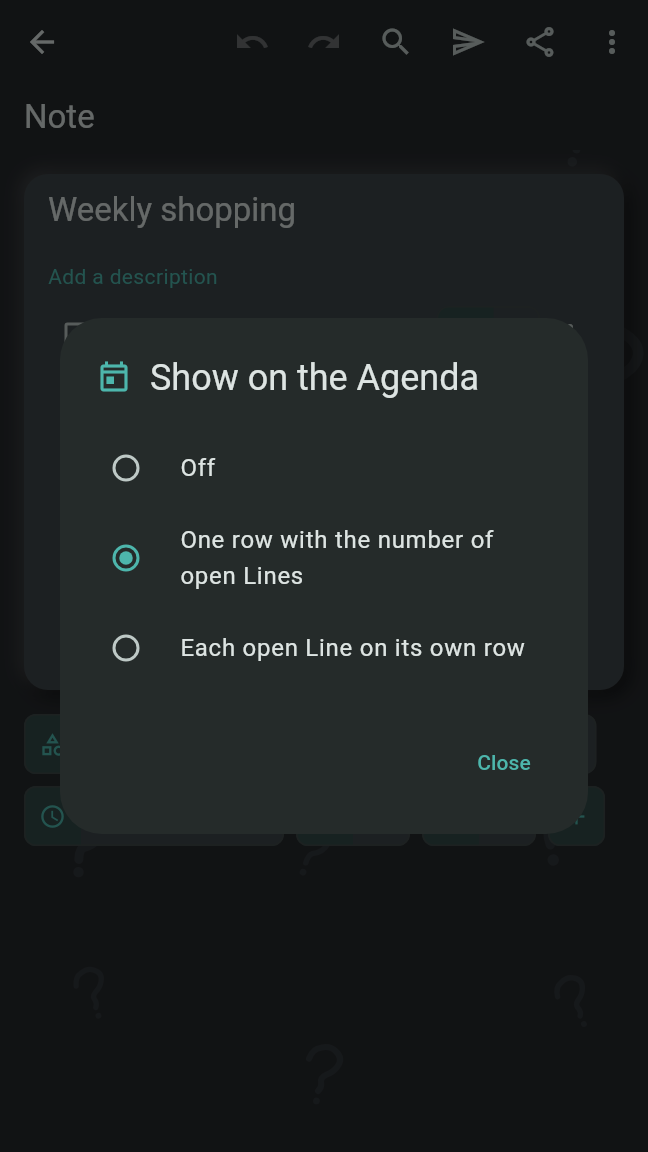 Note
Weekly shopping
Add a description
Show on the Agenda
Off
One row with the number of
open Lines
Each open Line on its own row
Close